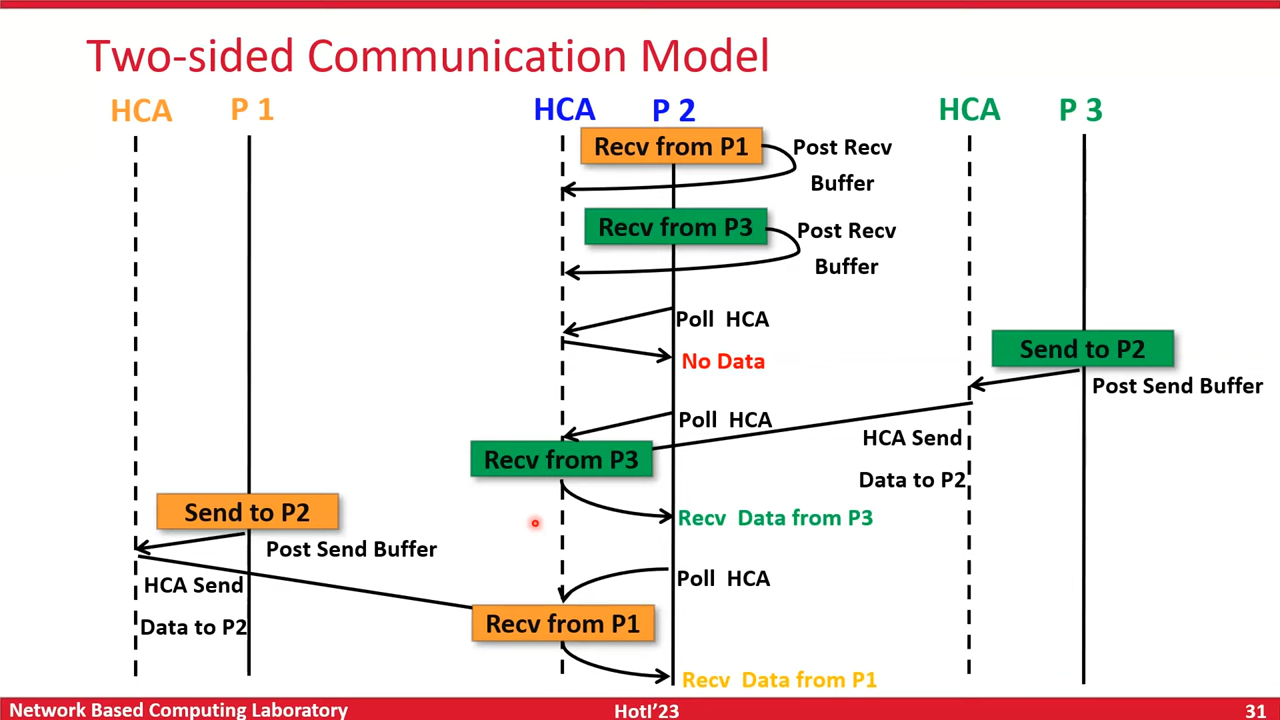 Two-sided Communication Model
HCA P 1 HCA P 2 HCA P 3
Recv from P1
Post Recv
Buffer
Recv from P3
Post Recv
Buffer
Poll HCA
No Data
Send to P2
Post Send Buffer
Poll HCA
HCA Send
Data to P2
Recv from P3
Recv Data from P3
Send to P2
Post Send Buffer
HCA Send
Data to P2
Poll HCA
Recv from P1
Recv Data from P1
Network Based Computing Laboratory
HotI'23
31